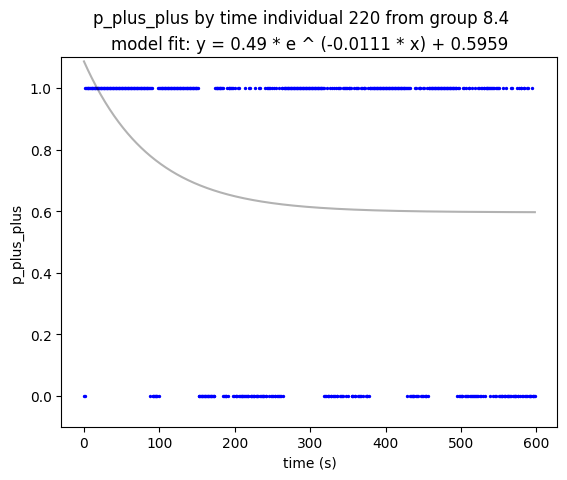 p_plus_plus by time individual 220 from group 8.4
model fit: y = 0.49 * e ^ (-0.0111 * x) + 0.5959
1.0
0.8
0.6
0.4
0.2
0.0
p_plus_plus
0 100 200 300 400 500 600
time (s)